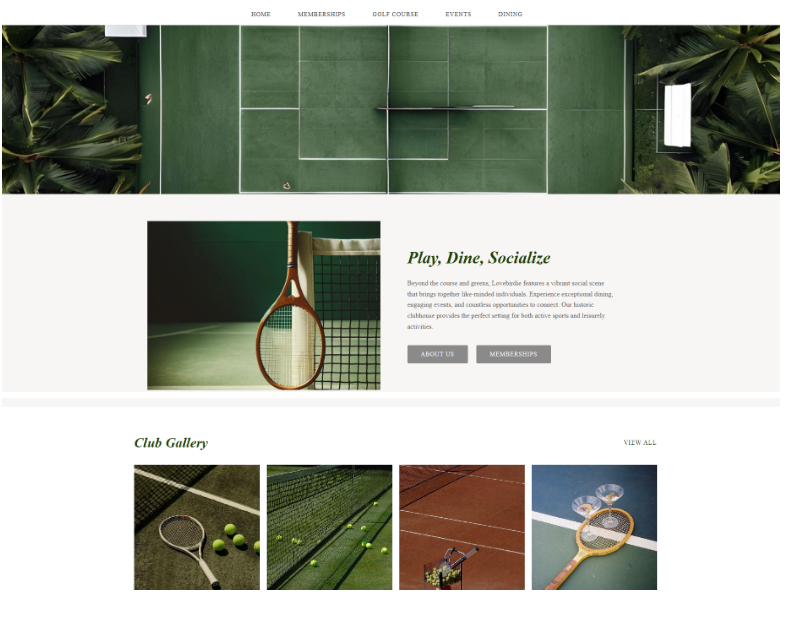 HOME MEMBERSHIPS GOLF COURSE EVENTS DINING
Play, Dine, Socialize
Beyond the course and greens, Lovebirdie features a vibrant social scene
that brings together like-minded individuals. Experience exceptional dining,
engaging events, and countless opportunities to connect. Our historic
clubhouse provides the perfect setting for both active sports and leisurely
activities.
ABOUT US MEMBERSHIPS
Club Gallery VIEW ALL